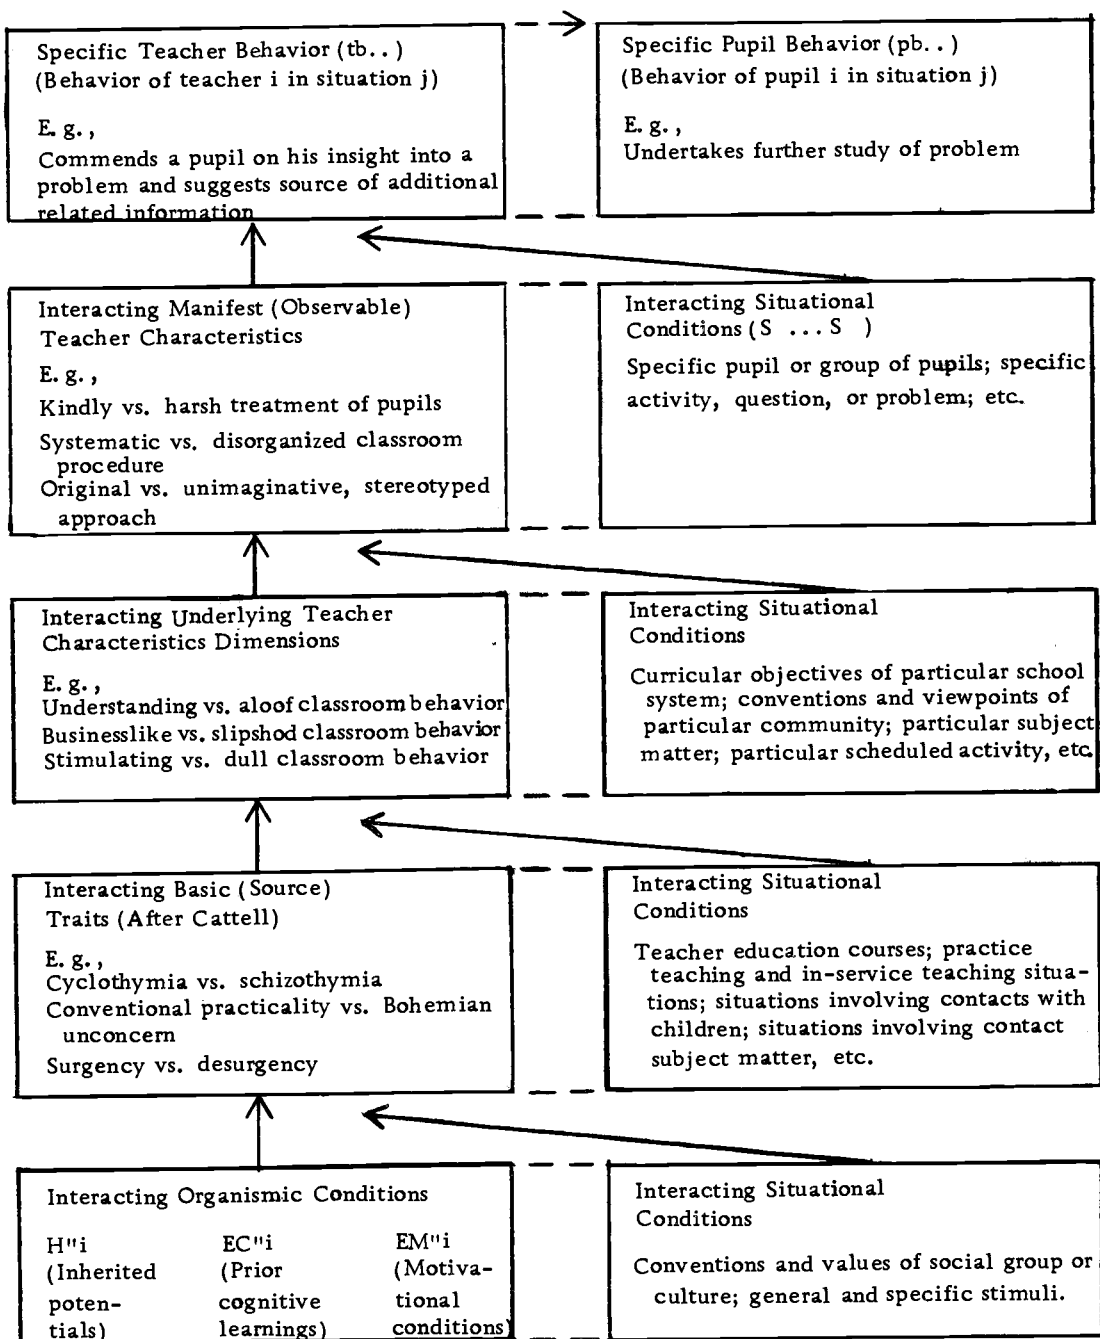 Specific Teacher Behavior (tb..)
(Behavior of teacher i in situation j)
E. g.,
Commends a pupil on his insight into a
problem and suggests source of additional
related information
Specific Pupil Behavior (pb..)
(Behavior of pupil i in situation j)
E. g.,
Undertakes further study of problem
Interacting Manifest (Observable)
Teacher Characteristics
E. g.,
Kindly vs. harsh treatment of pupils
Systematic vs. disorganized classroom
procedure
Original vs. unimaginative, stereotyped
approach
Interacting Situational
Conditions (S ... S )
Specific pupil or group of pupils; specific
activity, question, or problem; etc.
Interacting Underlying Teacher
Characteristics Dimensions
E. g.,
Understanding vs. aloof classroom behavior
Businesslike vs. slipshod classroom behavior
Stimulating vs. dull classroom behavior
Interacting Situational
Conditions
Curricular objectives of particular school
system; conventions and viewpoints of
particular community; particular subject
matter; particular scheduled activity, etc.
Interacting Basic (Source)
Traits (After Cattell)
E. g.,
Cyclothymia vs. schizothymia
Conventional practicality vs. Bohemian
unconcern
Surgency vs. desurgency
Interacting Situational
Conditions
Teacher education courses; practice
teaching and in-service teaching situa-
tions; situations involving contacts with
children; situations involving contact
subject matter, etc.
Interacting Organismic Conditions
H"i
(Inherited
poten-
tials)
EC"i
(Prior
cognitive
learnings)
EM"i
(Motiva-
tional
conditions)
Interacting Situational
Conditions
Conventions and values of social group or
culture; general and specific stimuli.